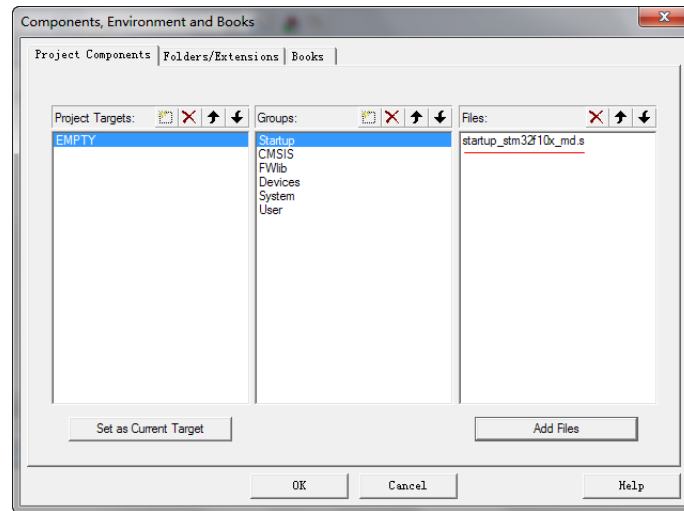 Components, Environment and Books
Project Components Folders/Extensions Books
Project Targets: Groups: Files:
EMPTY Startup startup_stm32f10x_md.s
CMSIS
FWlib
Devices
System
User
Set as Current Target Add Files
OK Cancel Help